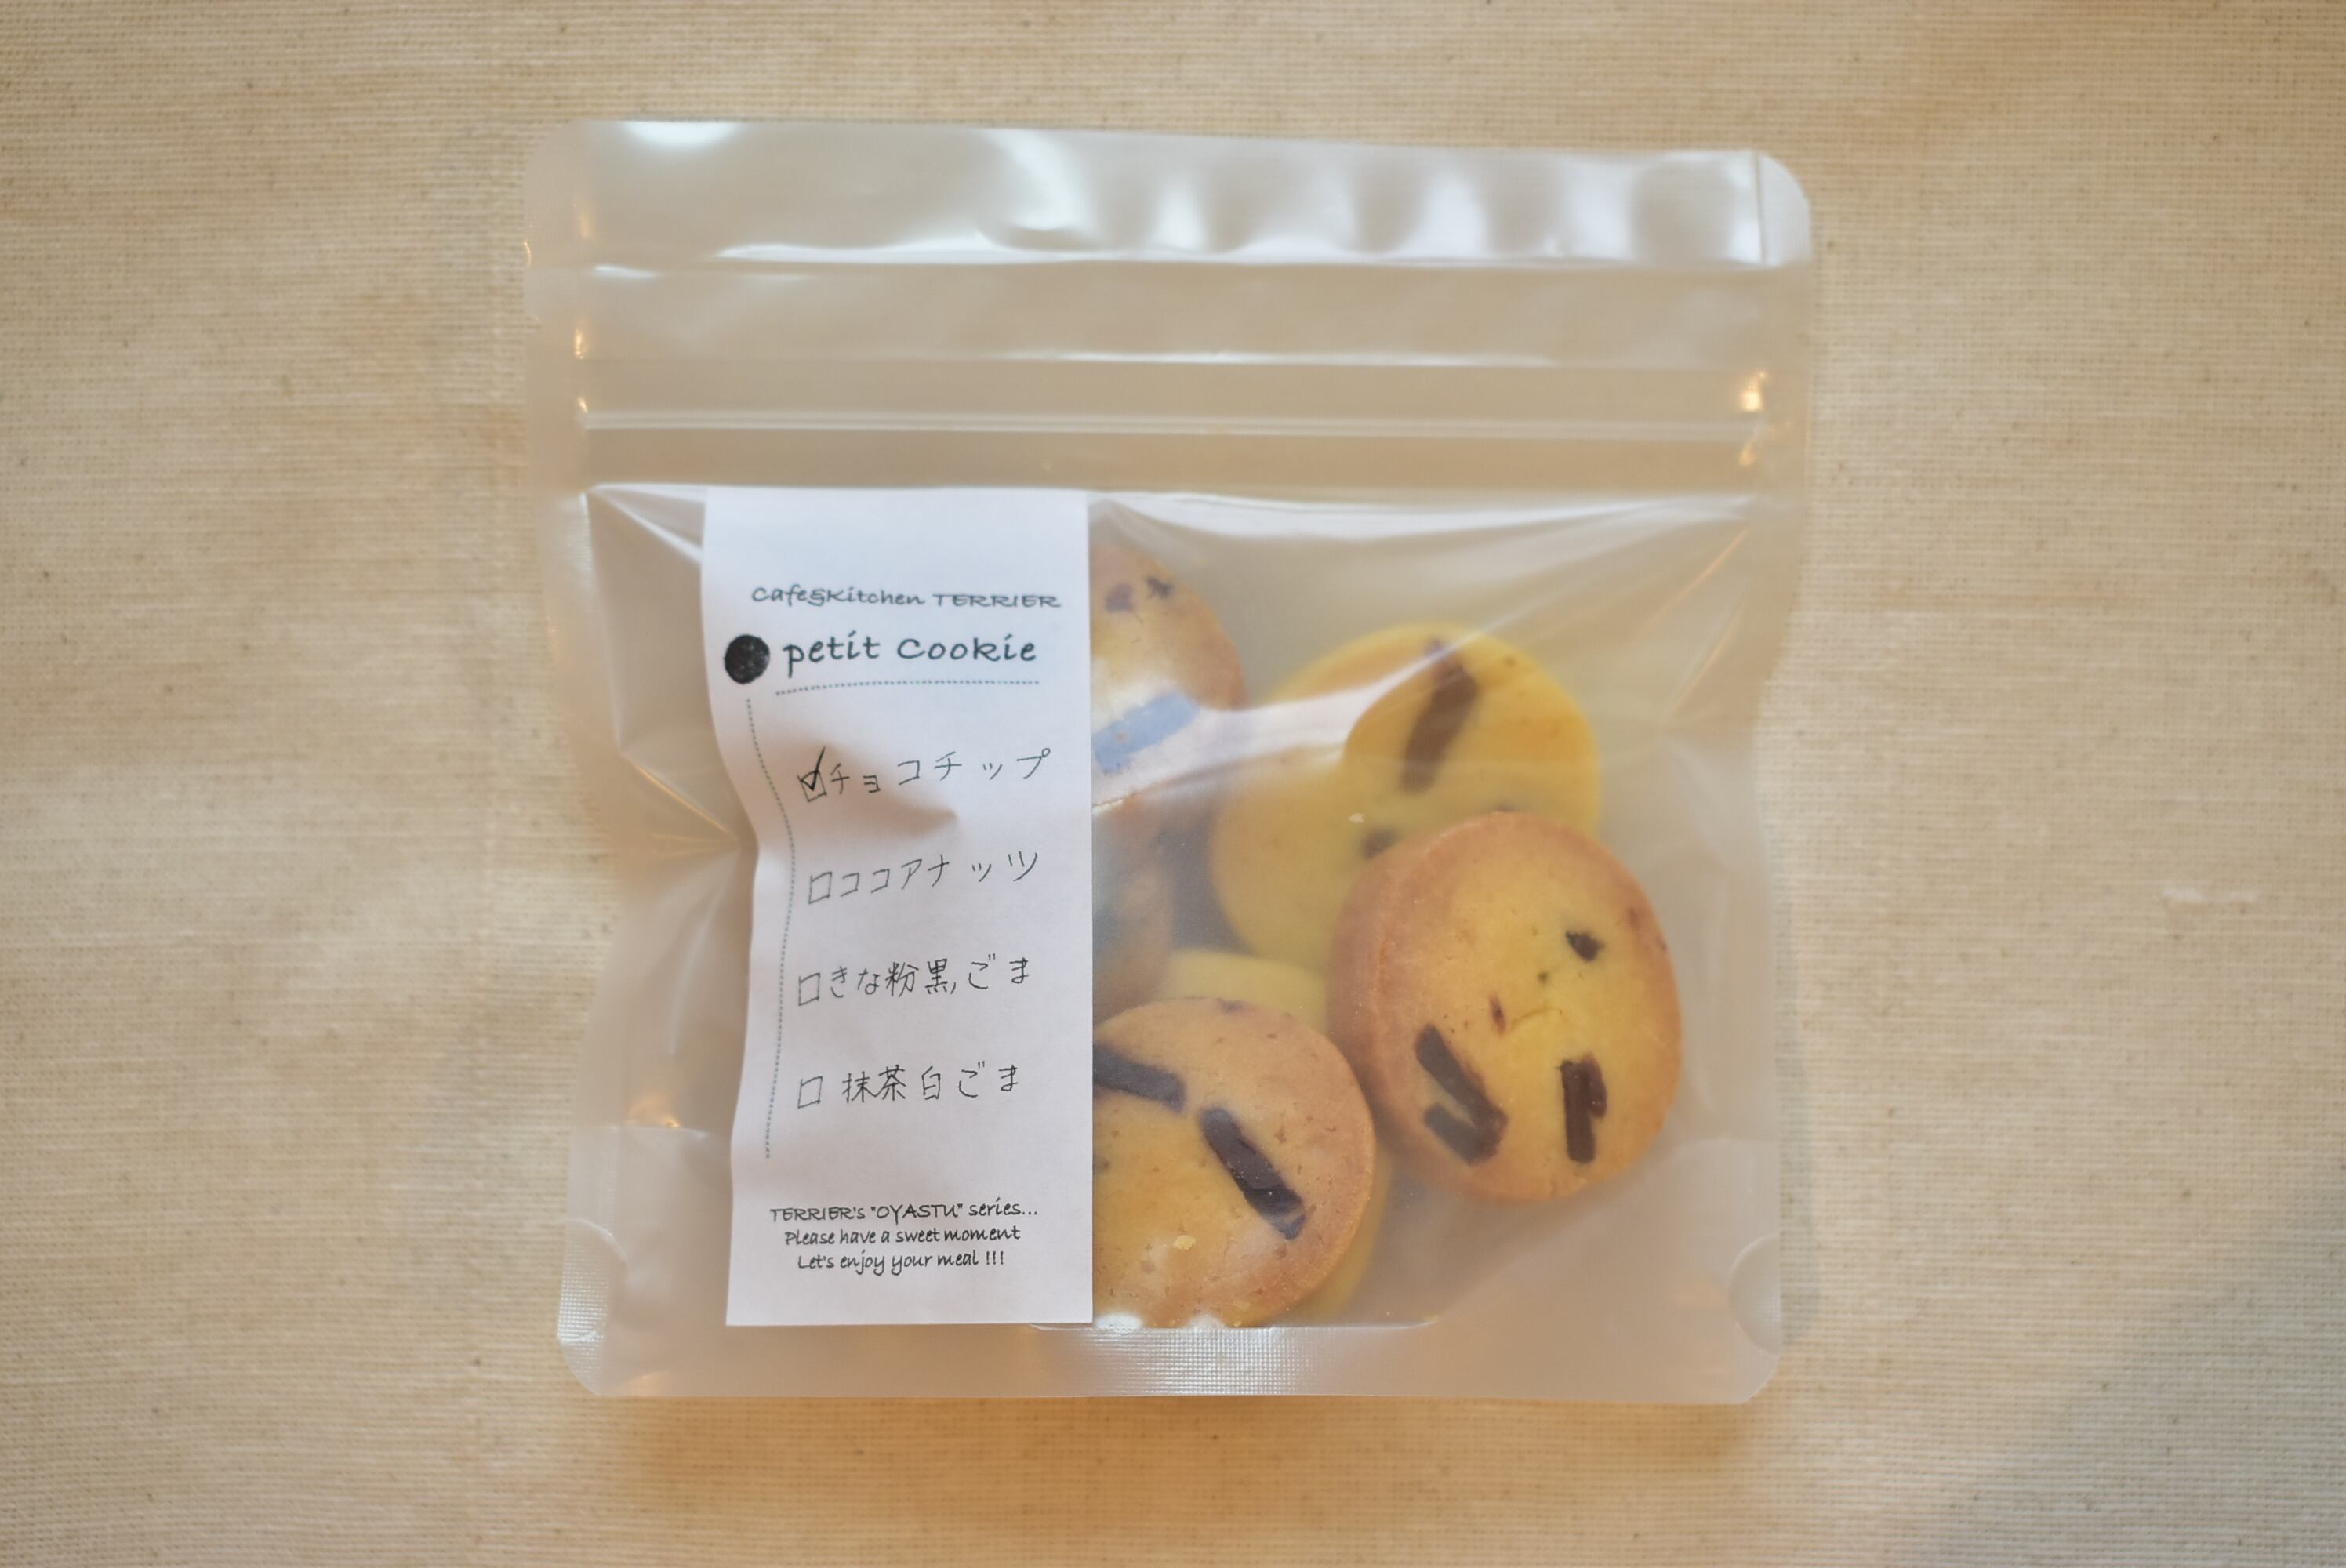 Cafe&Kitchen TERRIER
petit Cookie
☑チョコチップ
□ココアナッツ
□きな粉黒ごま
□抹茶白ごま
TERRIER's "OYASTU" series...
Please have a sweet moment
Let's enjoy your meal !!!